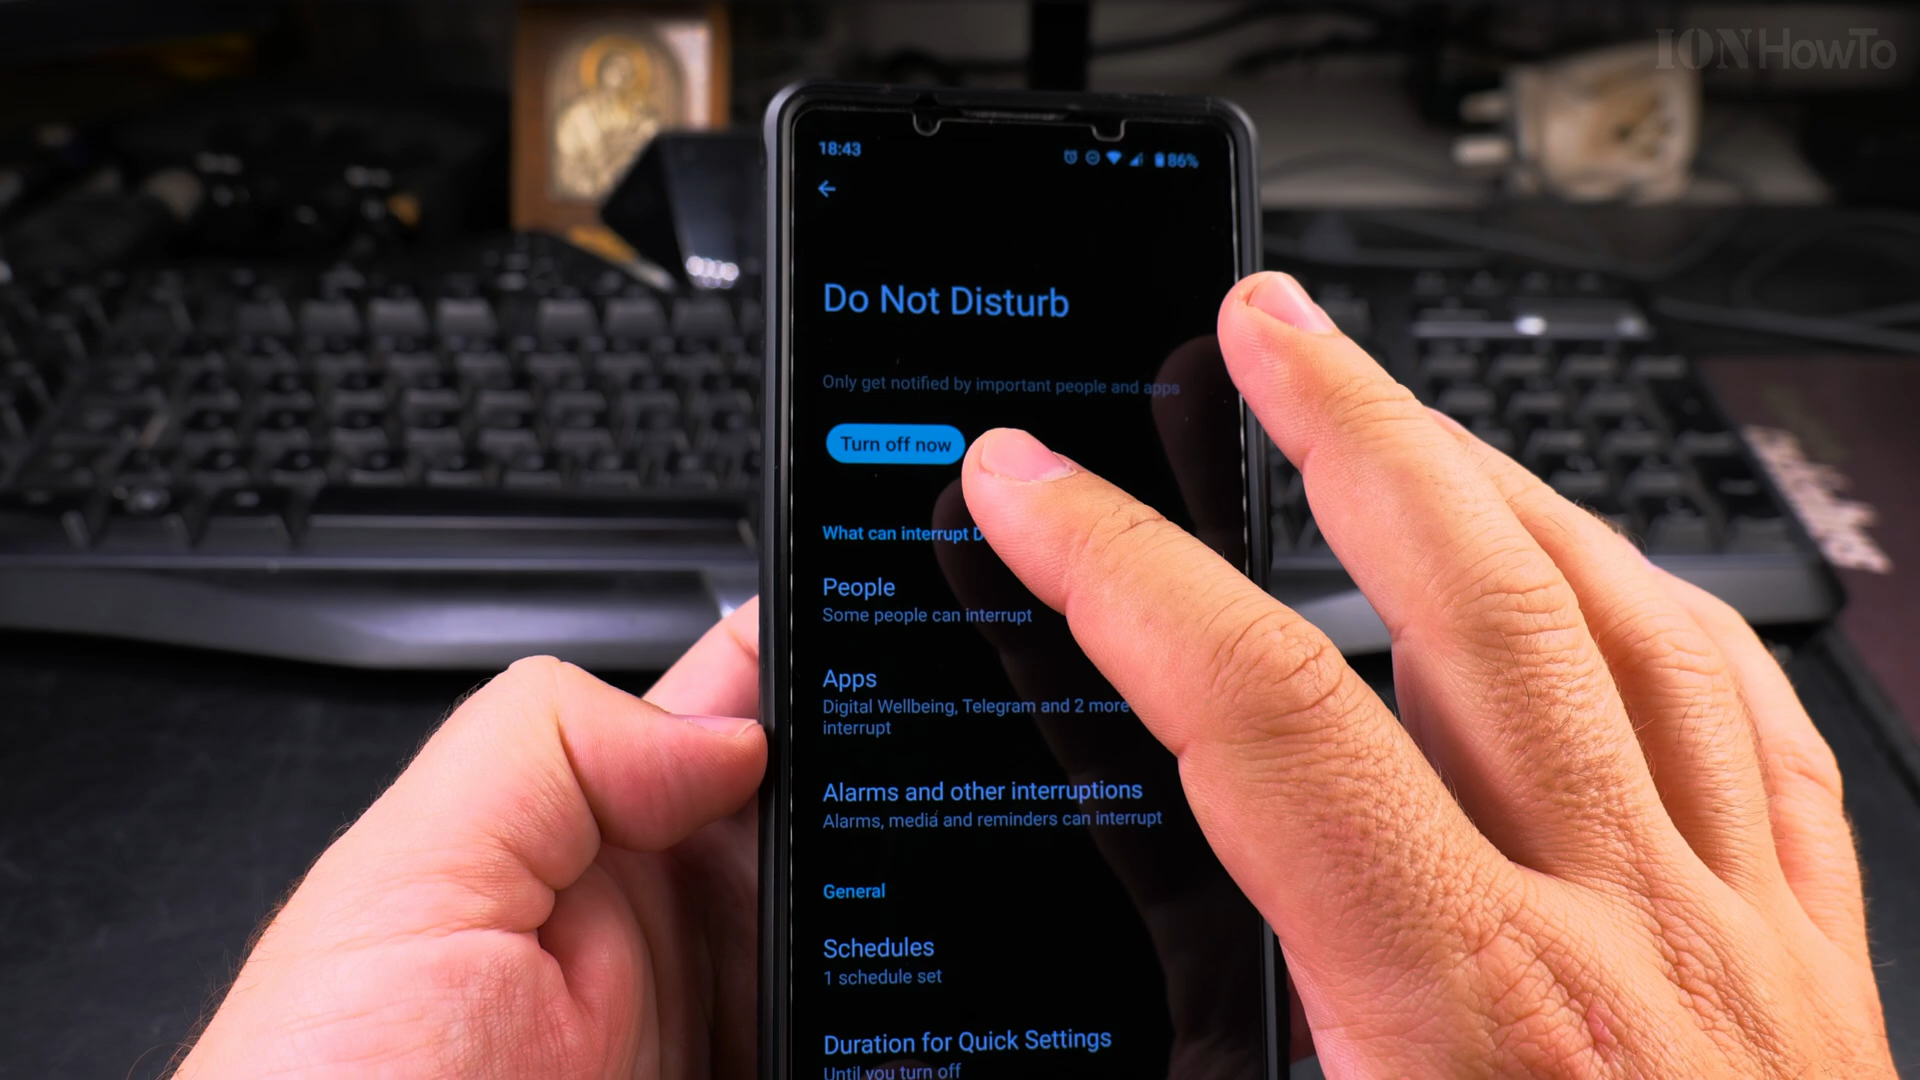 IONHowTo
18:43
86%
Do Not Disturb
Only get notified by important people and apps
Turn off now
What can interrupt D
People
Some people can interrupt
Apps
Digital Wellbeing, Telegram and 2 more
interrupt
Alarms and other interruptions
Alarms, media and reminders can interrupt
General
Schedules
1 schedule set
Duration for Quick Settings
Until you turn off